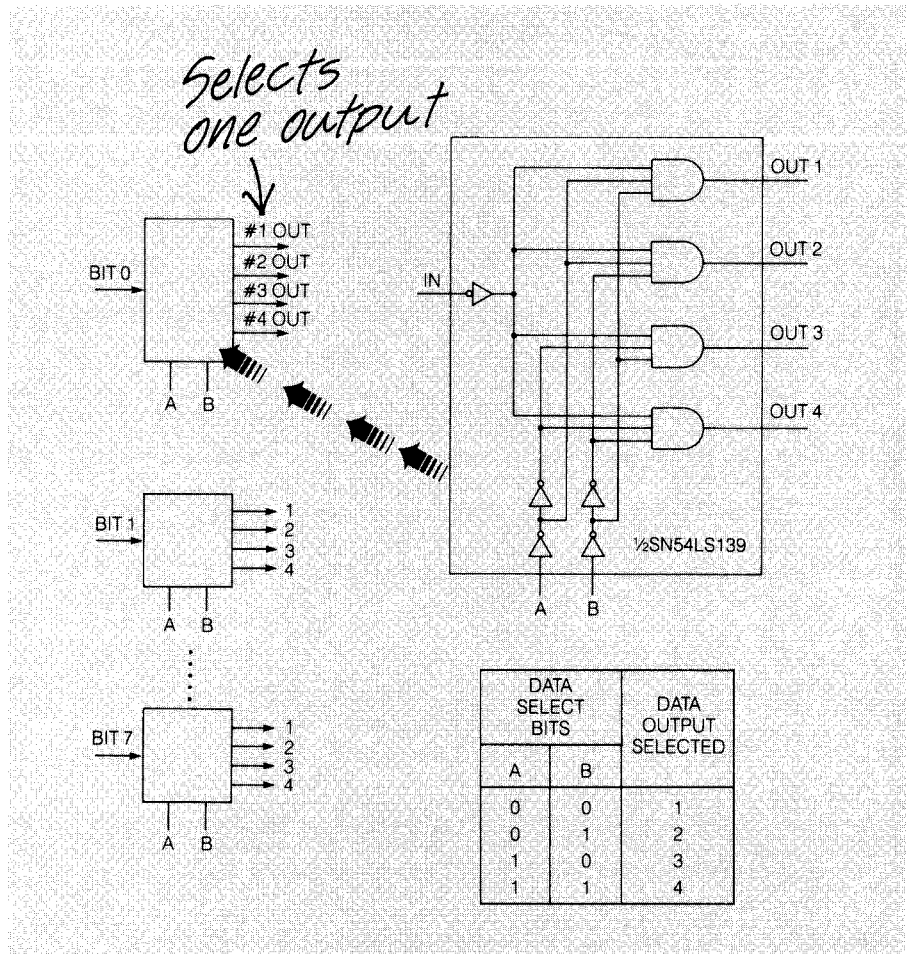 Selects
one output
#1 OUT
#2 OUT
#3 OUT
#4 OUT
BIT 0
A B
BIT 1
1
2
3
4
A B
BIT 7
1
2
3
4
A B
IN
OUT 1
OUT 2
OUT 3
OUT 4
½SN54LS139
A B
DATA
SELECT
BITS
DATA
OUTPUT
SELECTED
A B
0 0 1
0 1 2
1 0 3
1 1 4